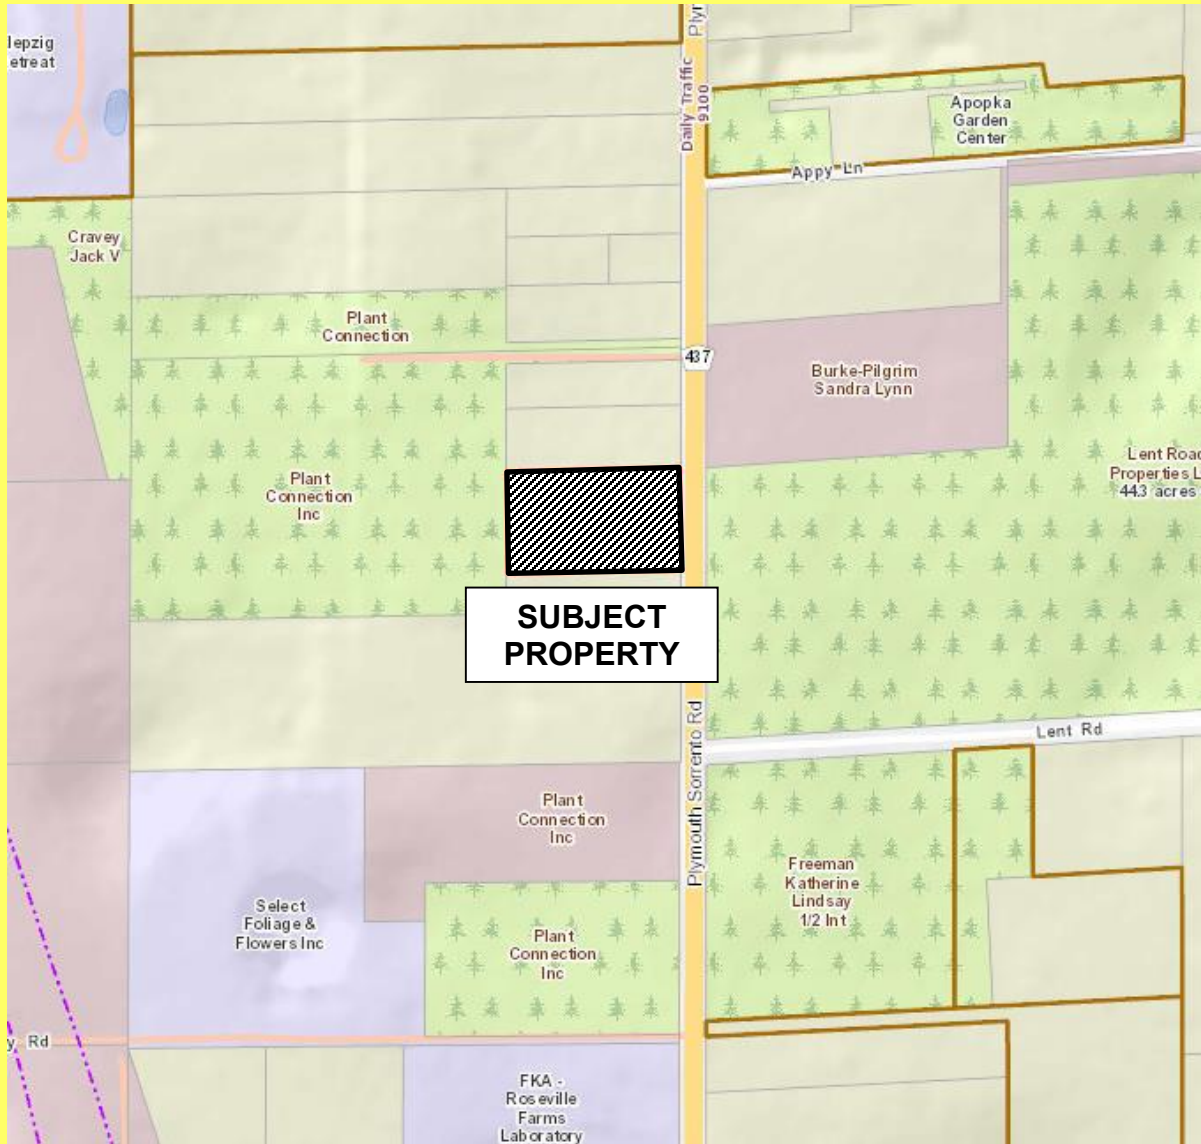 lepzig
etreat
Plyr
Daily Traffic
9100
Apopka
Garden
Center
Appy Ln
Cravey
Jack V
Plant
Connection
437
Burke-Pilgrim
Sandra Lynn
Plant
Connection
Inc
Lent Roac
Properties L
44.3 acres
SUBJECT
PROPERTY
Plymouth Sorrento Rd
Lent Rd
Plant
Connection
Inc
Freeman
Katherine
Lindsay
1/2 Int
Select
Foliage &
Flowers Inc
Plant
Connection
Inc
y Rd
FKA -
Roseville
Farms
Laboratory